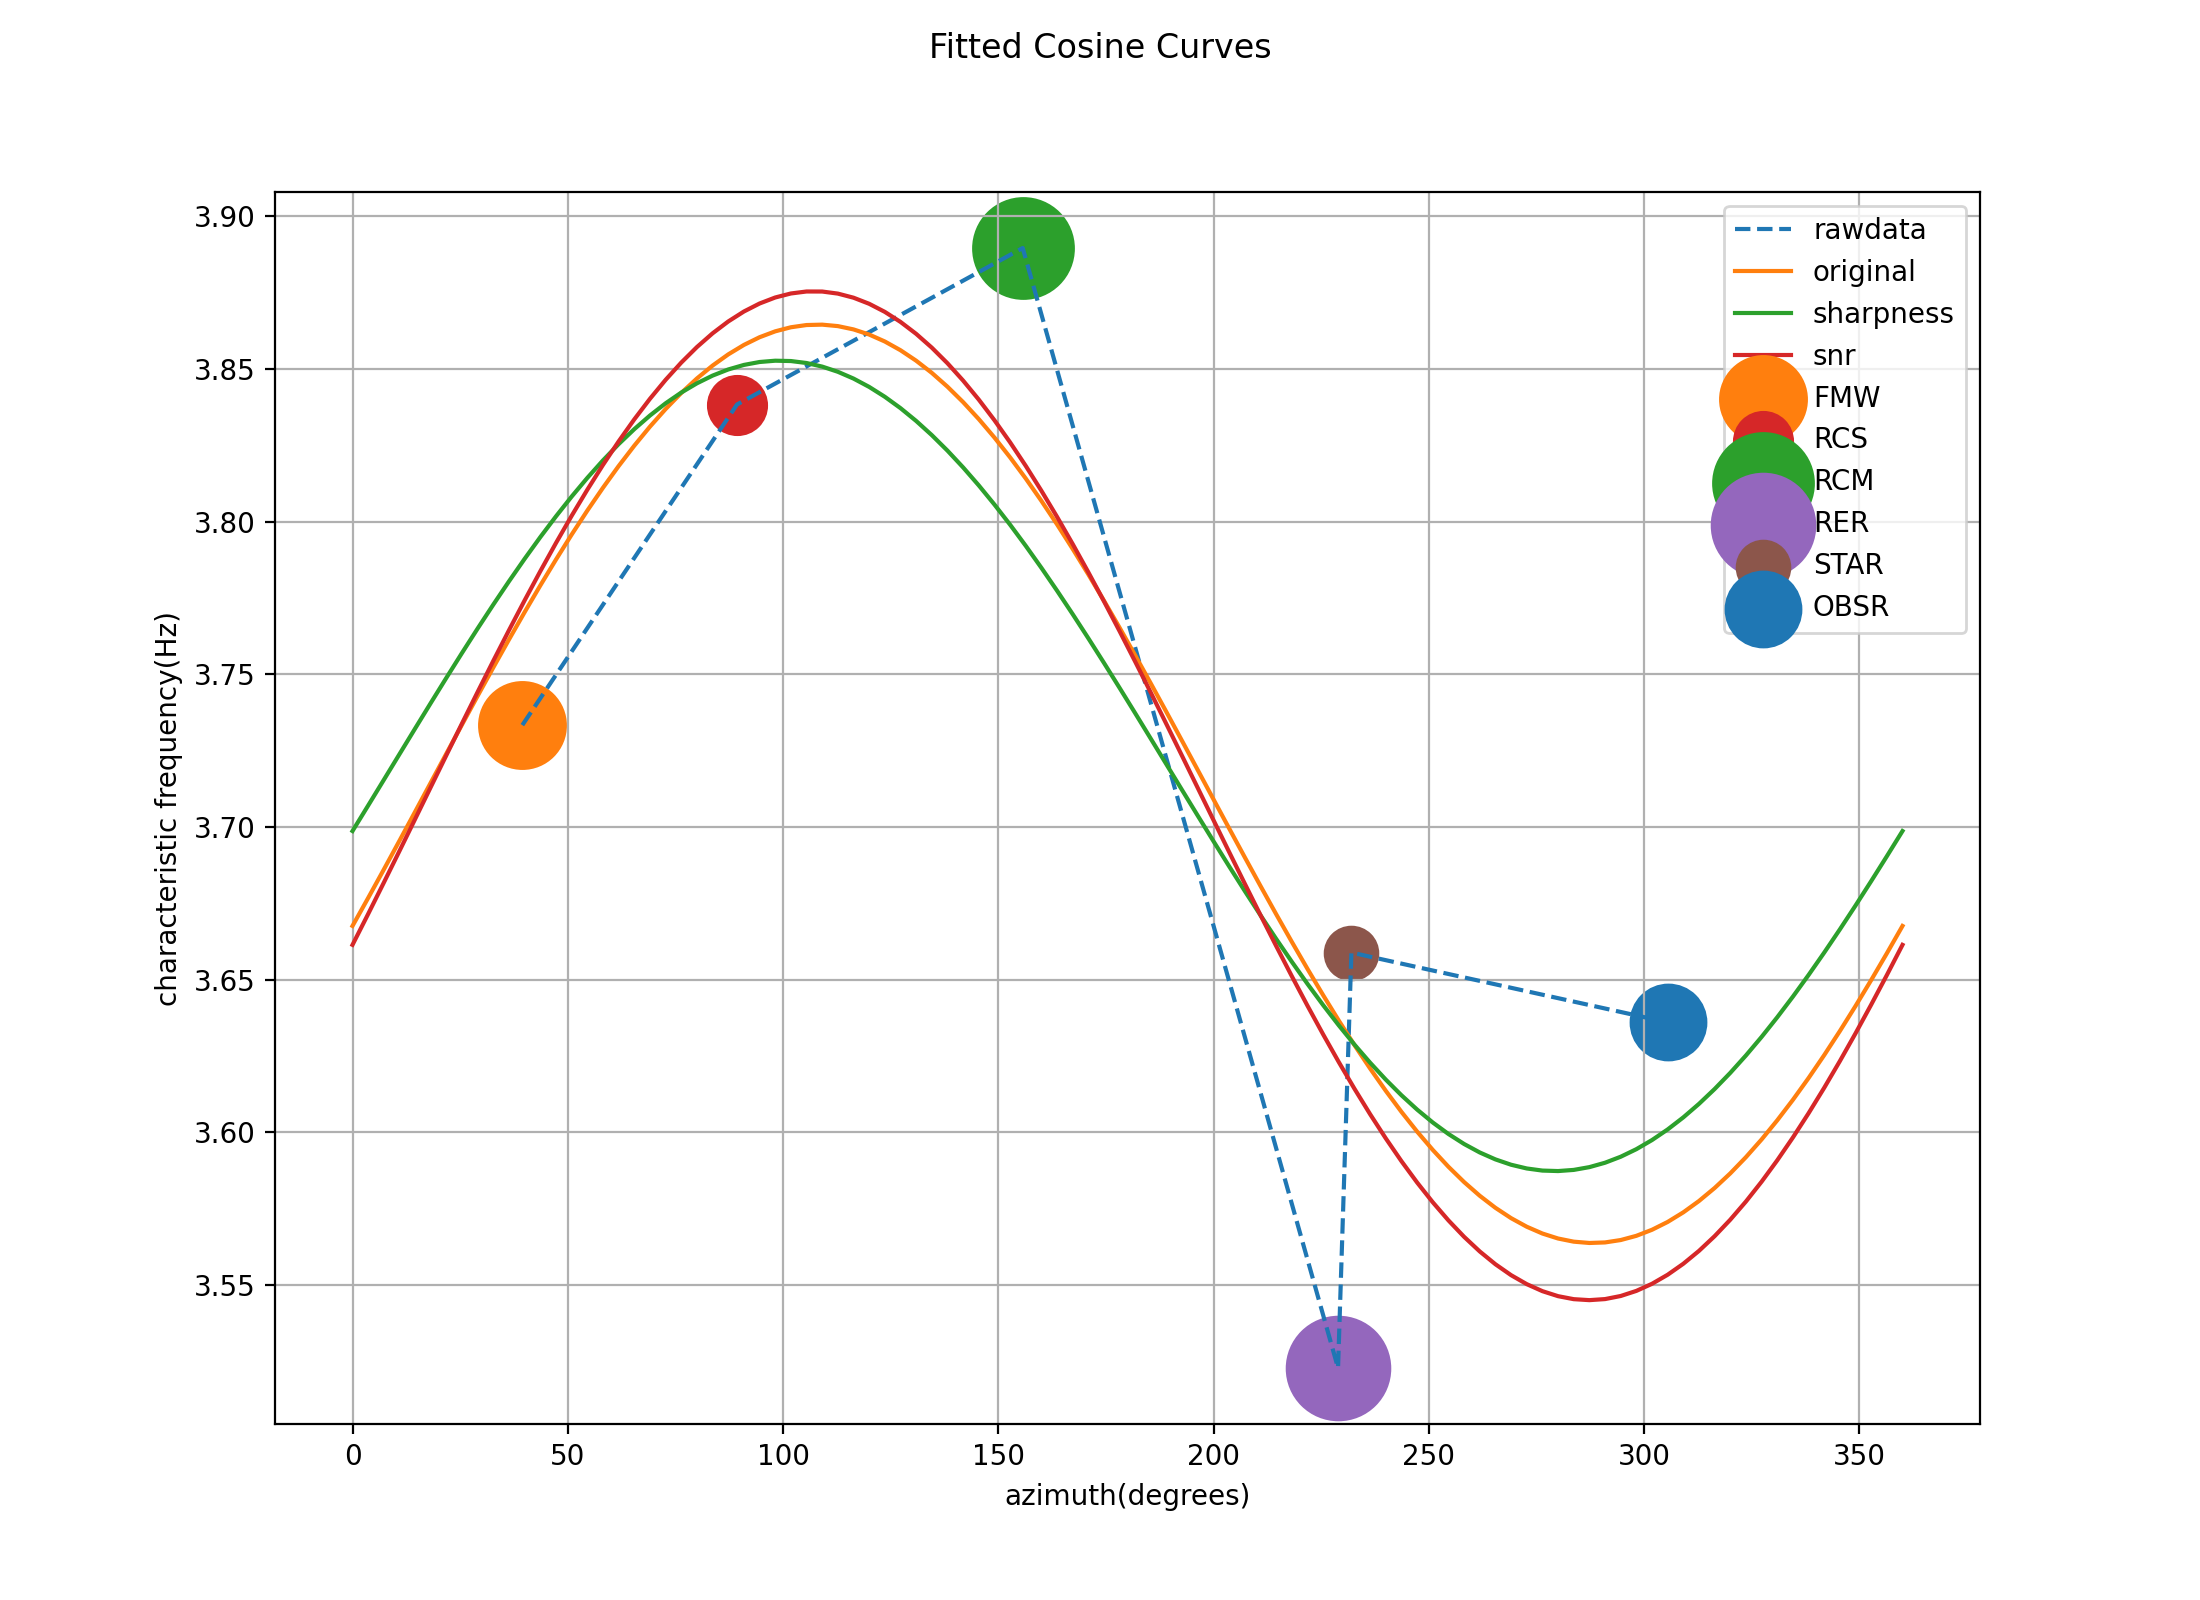 Fitted Cosine Curves
3.90
3.85
3.80
3.75
3.70
3.65
3.60
3.55
characteristic frequency(Hz)
0 50 100 150 200 250 300 350
azimuth(degrees)
rawdata
original
sharpness
snr
FMW
RCS
RCM
RER
STAR
OBSR